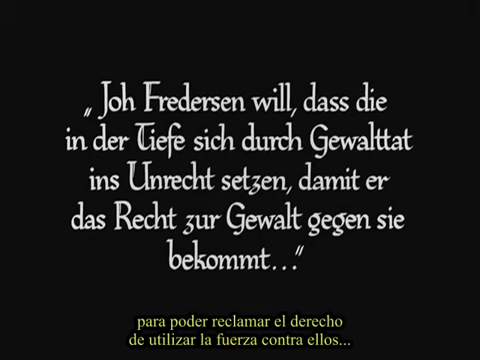 „Joh Fredersen will, dass die
in der Tiefe sich durch Gewalttat
ins Unrecht setzen, damit er
das Recht zur Gewalt gegen sie
bekommt..."
para poder reclamar el derecho
de utilizar la fuerza contra ellos...